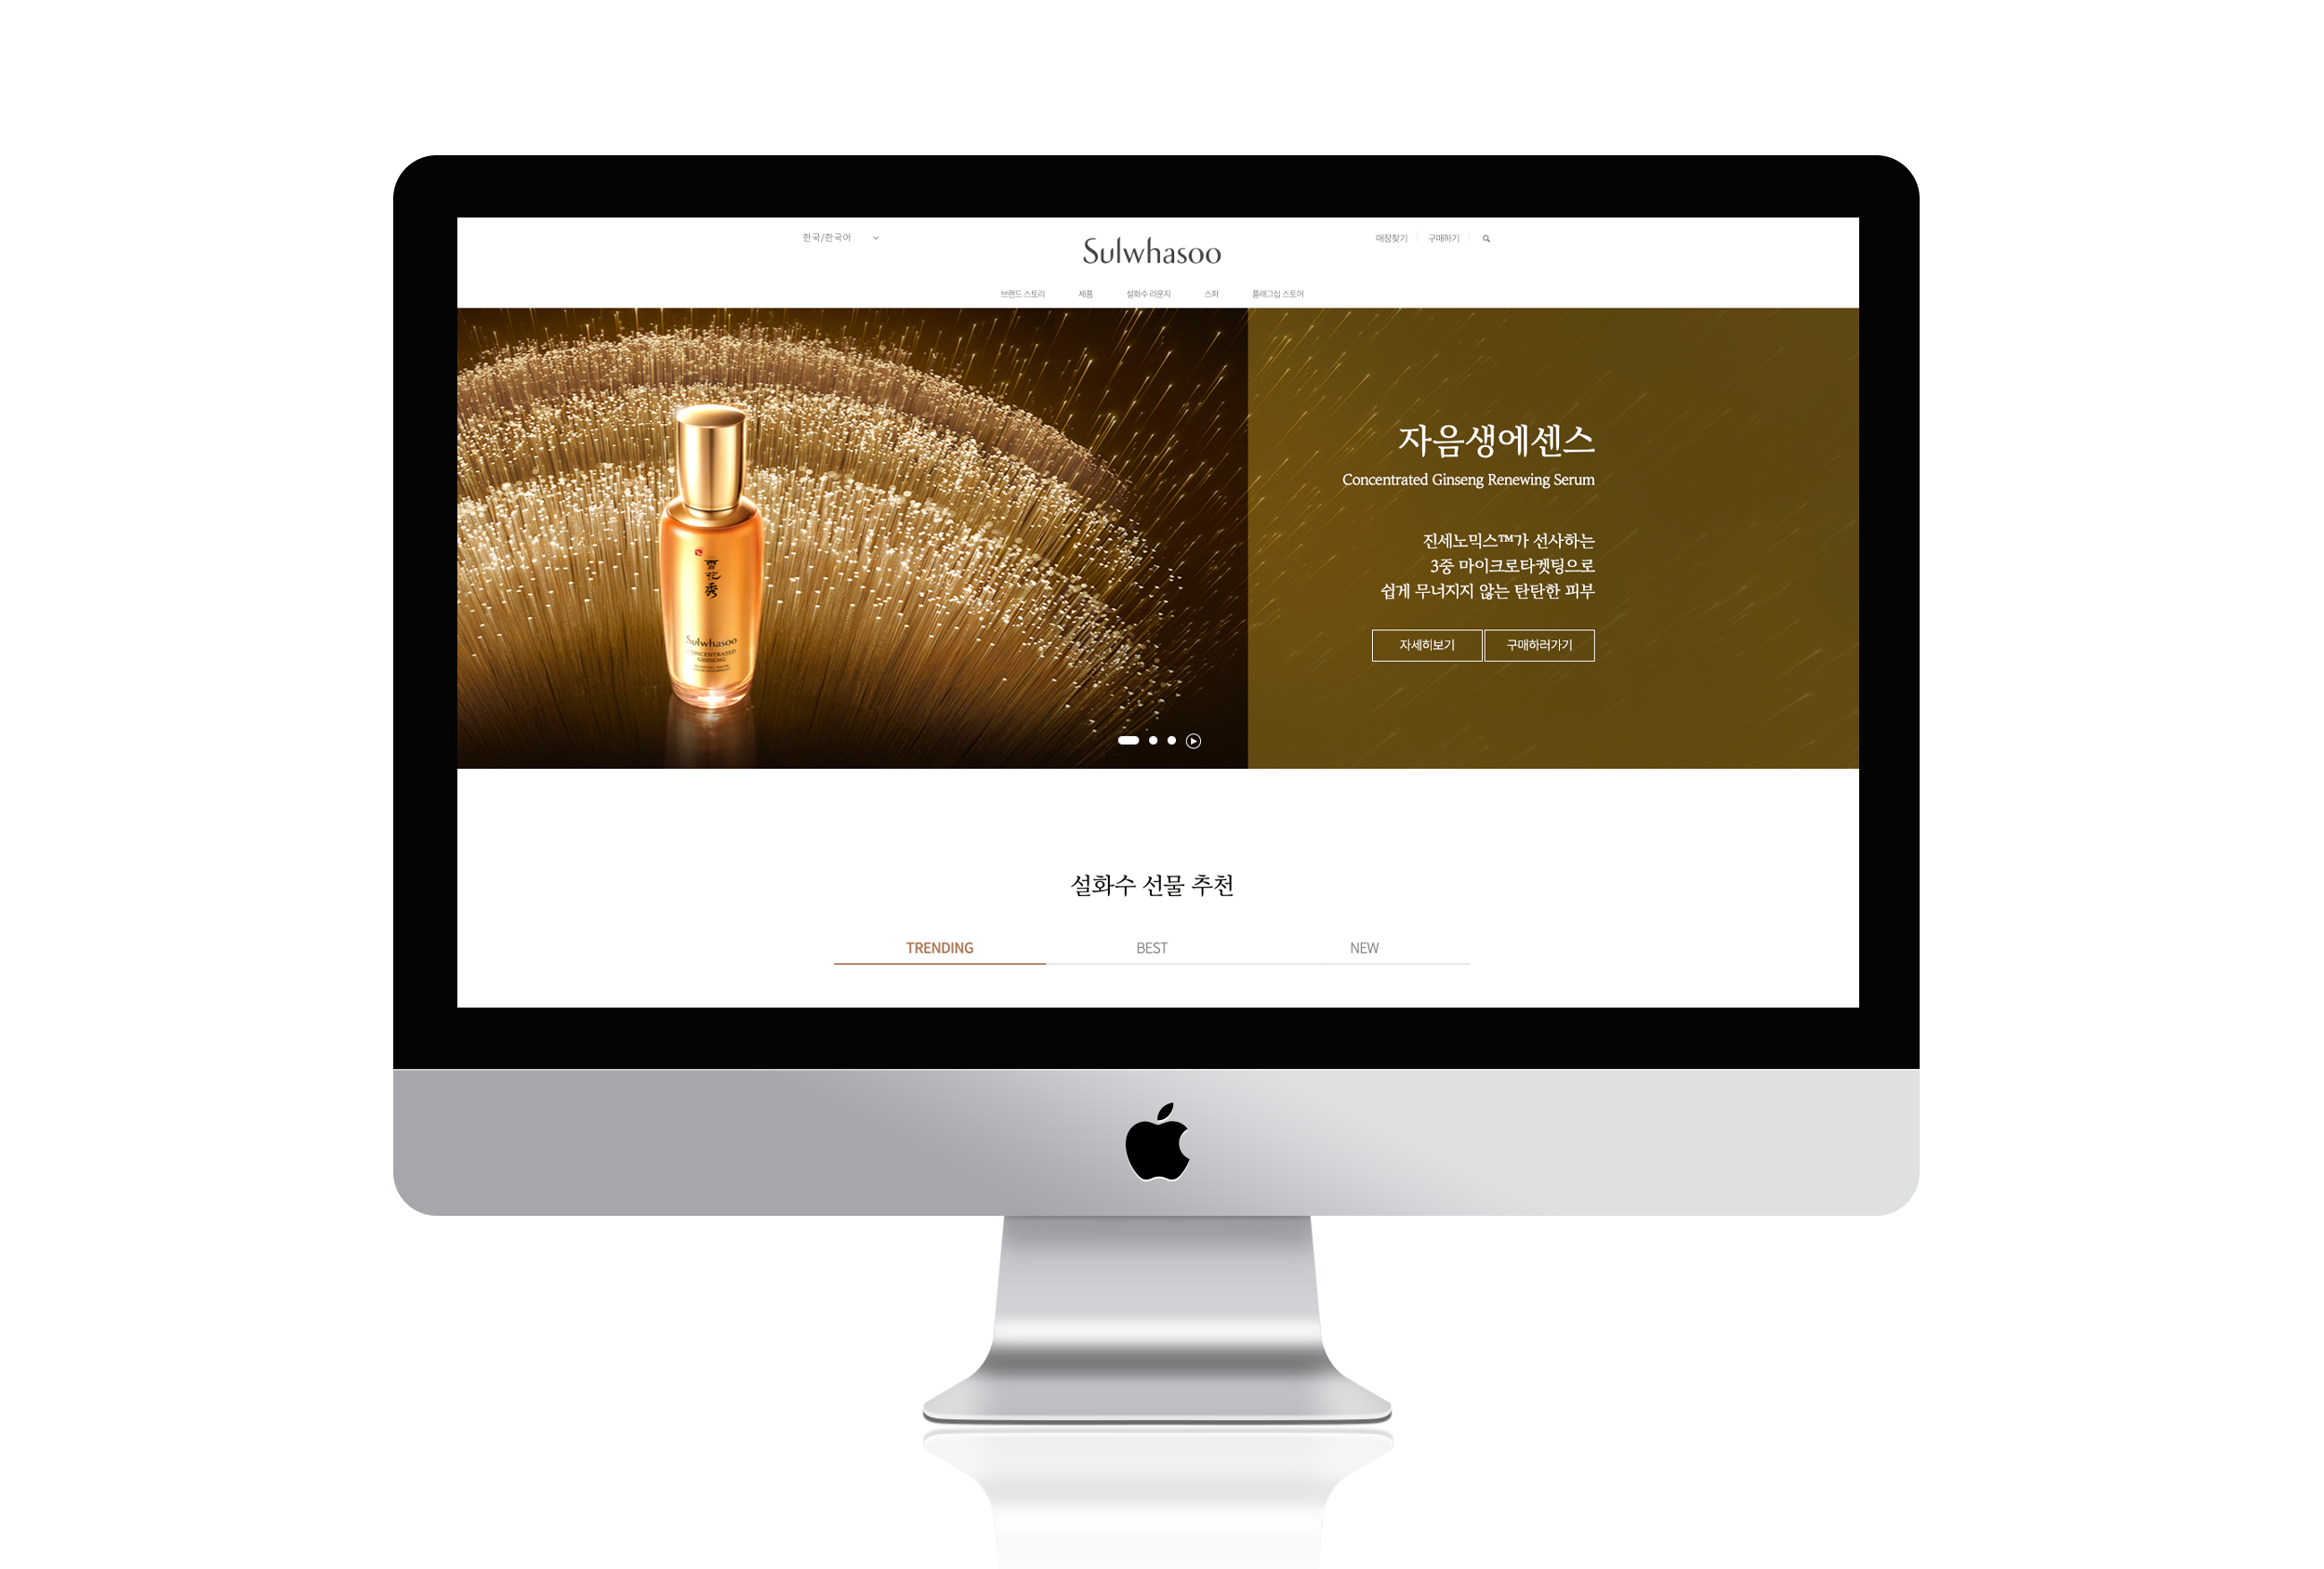 한국/한국어
Sulwhasoo
매장찾기
구매하기
브랜드 스토리
제품
설화수 라운지
스파
플래그십 스토어
자음생에센스
Concentrated Ginseng Renewing Serum
진세노믹스™가 선사하는
3중 마이크로타켓팅으로
쉽게 무너지지 않는 탄탄한 피부
자세히보기
구매하러가기
雪花秀
Sulwhasoo
CONCENTRATED
GINSENG
설화수 선물 추천
TRENDING
BEST
NEW